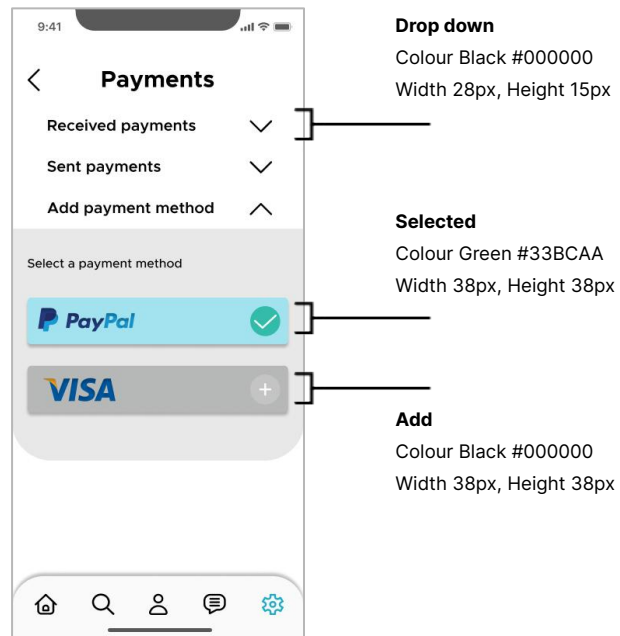 9:41
Payments
Received payments
Sent payments
Add payment method
Select a payment method
PayPal
VISA
Drop down
Colour Black #000000
Width 28px, Height 15px
Selected
Colour Green #33BCAA
Width 38px, Height 38px
Add
Colour Black #000000
Width 38px, Height 38px